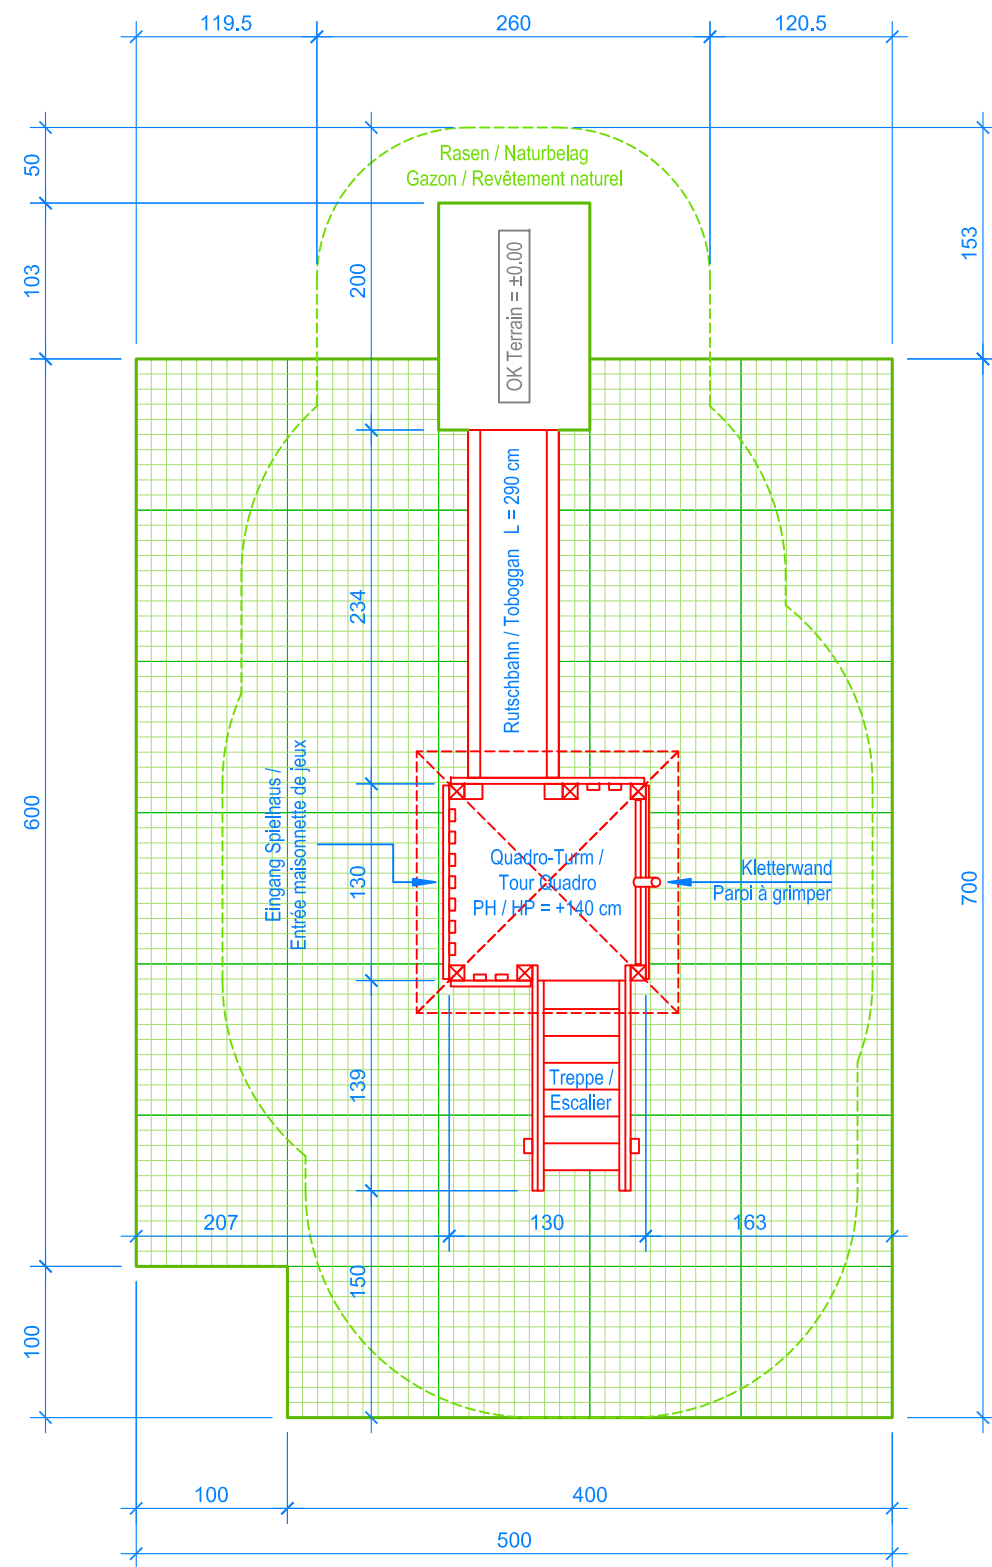 119.5
260
120.5
50
Rasen / Naturbelag
Gazon / Revêtement naturel
153
103
200
OK Terrain = ±0.00
Rutschbahn / Toboggan L = 290 cm
234
600
Eingang Spielhaus /
Entrée maisonnette de jeux
130
Quadro-Turm /
Tour Quadro
PH / HP = +140 cm
Kletterwand
Paroi à grimper
700
139
Treppe /
Escalier
207
130
163
150
100
100
400
500